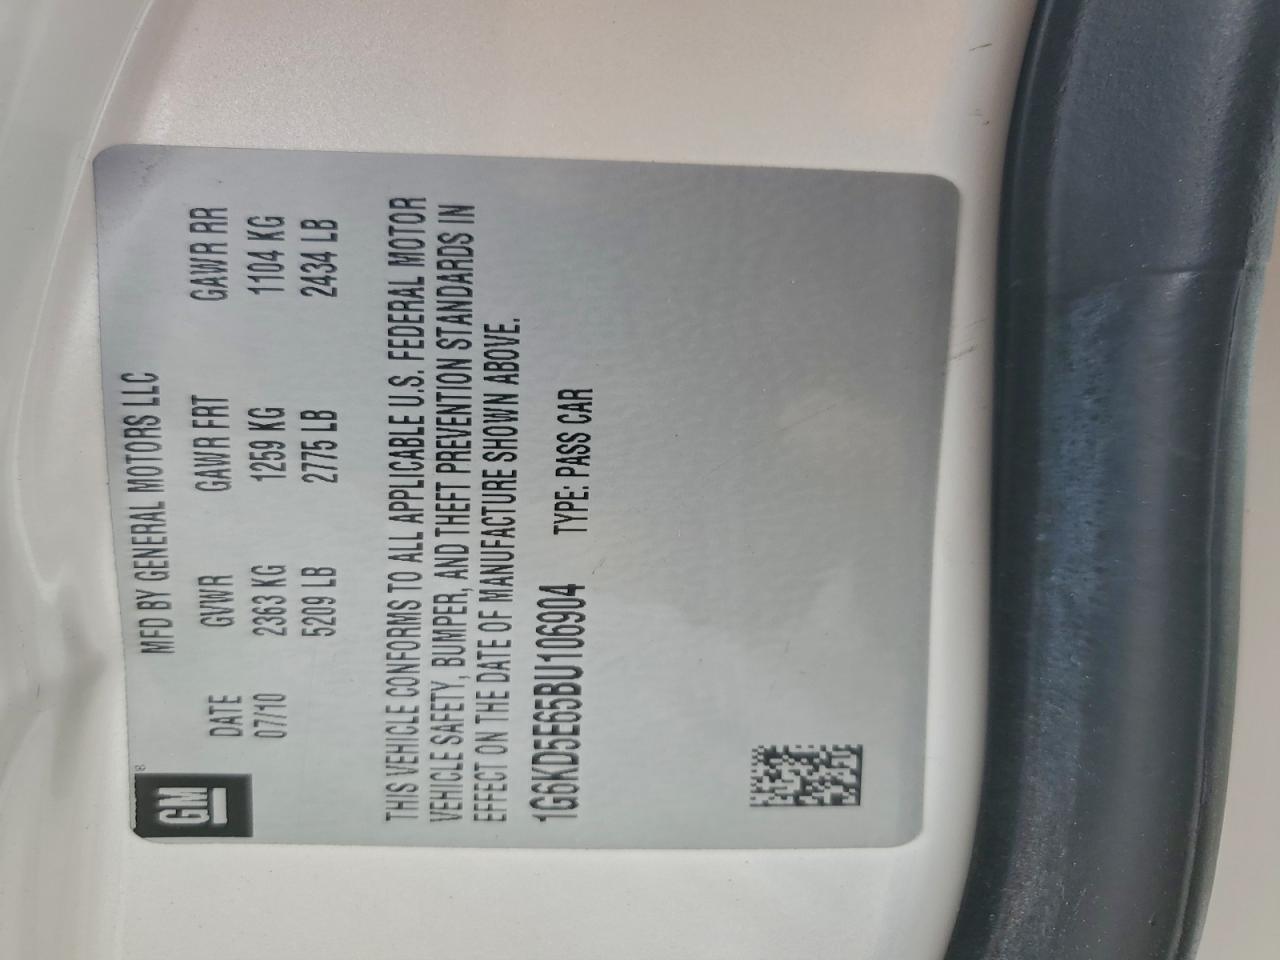 GM
MFD BY GENERAL MOTORS LLC
DATE GVWR GAWR FRT GAWR RR
07/10 2363 KG 1259 KG 1104 KG
5209 LB 2775 LB 2434 LB
THIS VEHICLE CONFORMS TO ALL APPLICABLE U.S. FEDERAL MOTOR
VEHICLE SAFETY, BUMPER, AND THEFT PREVENTION STANDARDS IN
EFFECT ON THE DATE OF MANUFACTURE SHOWN ABOVE.
1G6KD5E65BU106904 TYPE: PASS CAR